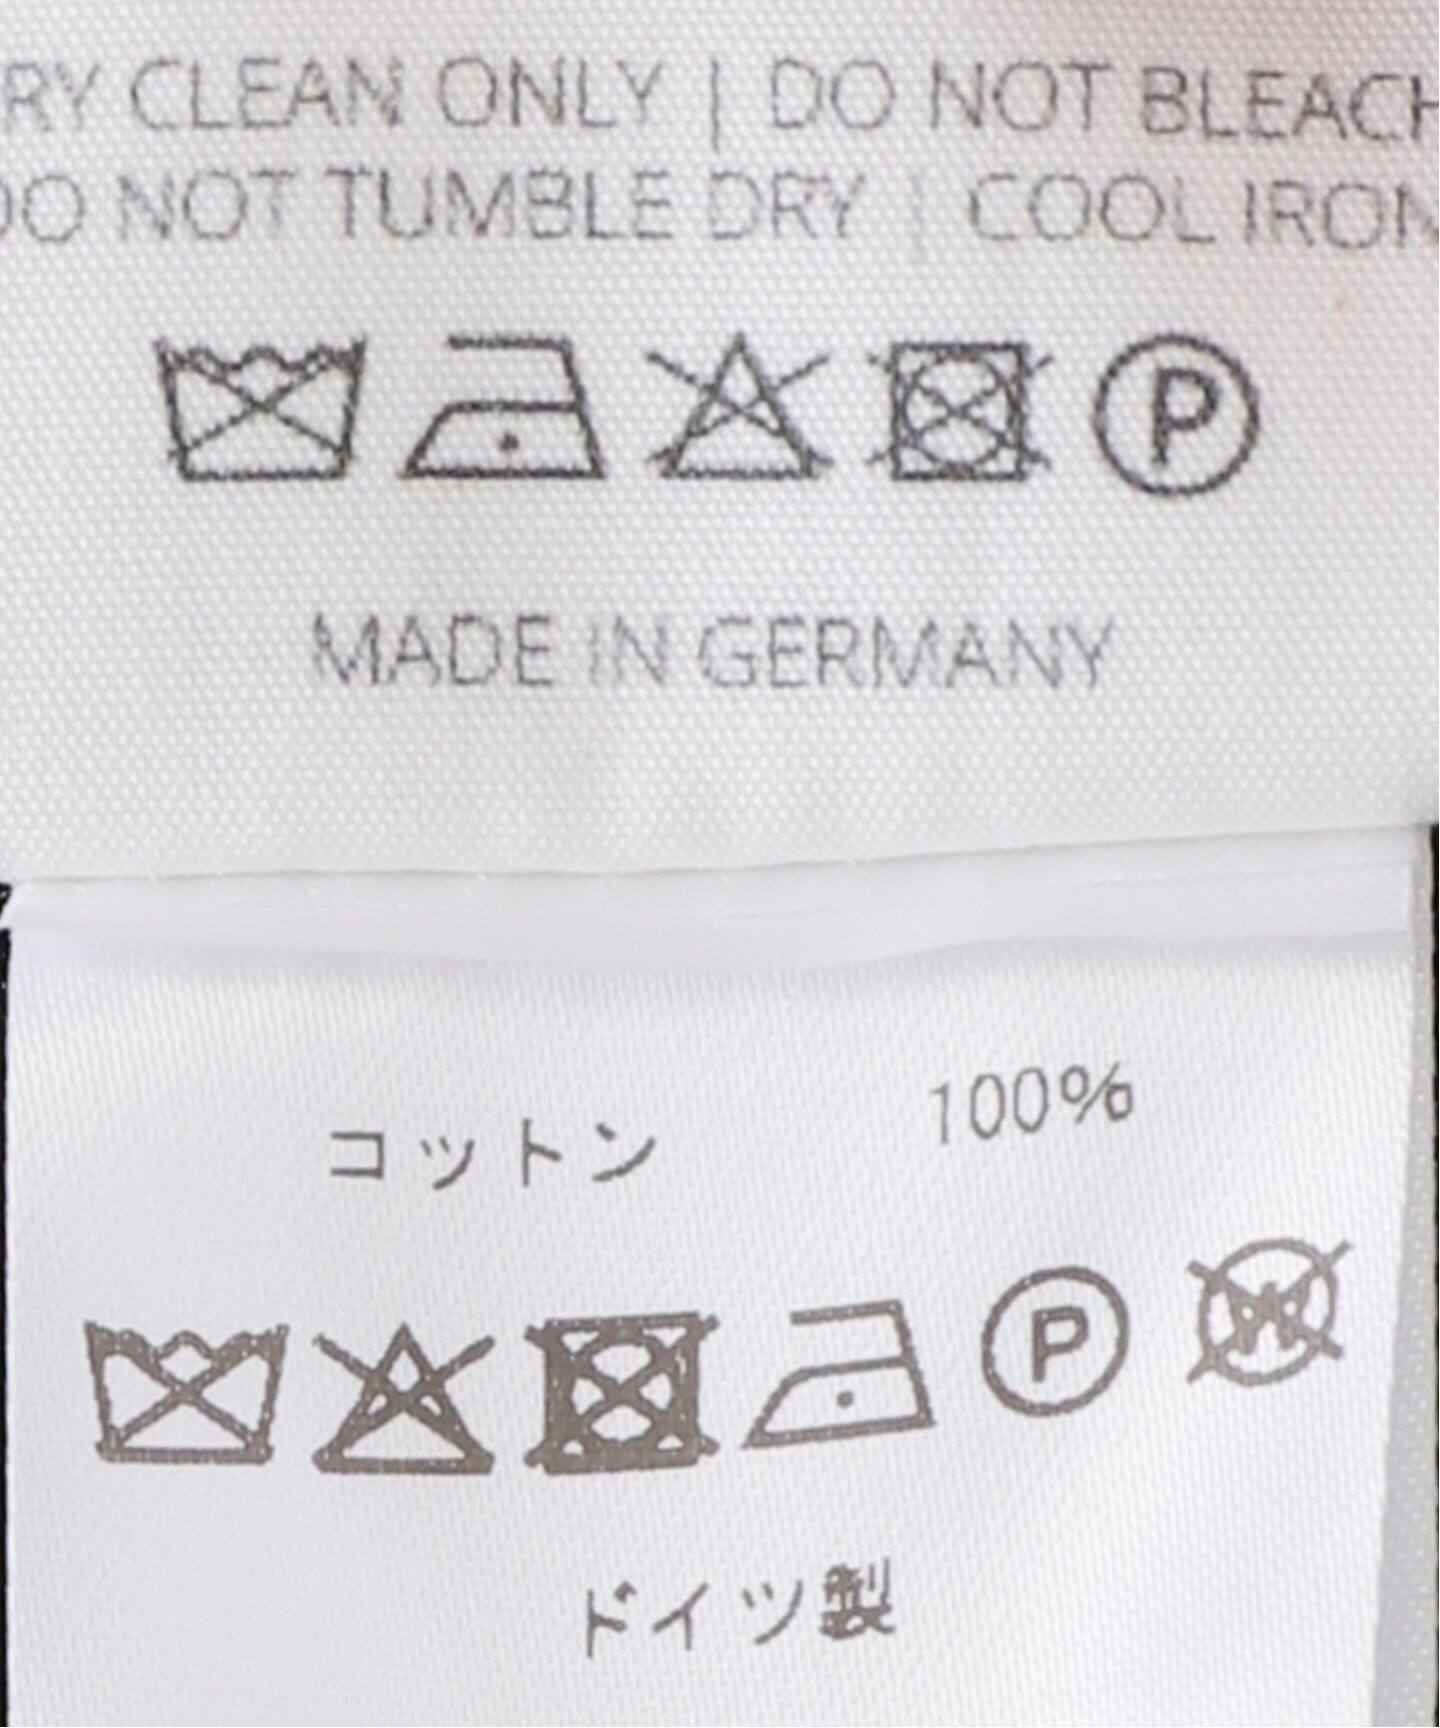 RY CLEAN ONLY | DO NOT BLEACH
DO NOT TUMBLE DRY | COOL IRON
P
MADE IN GERMANY
コットン 100%
P W
ドイツ製